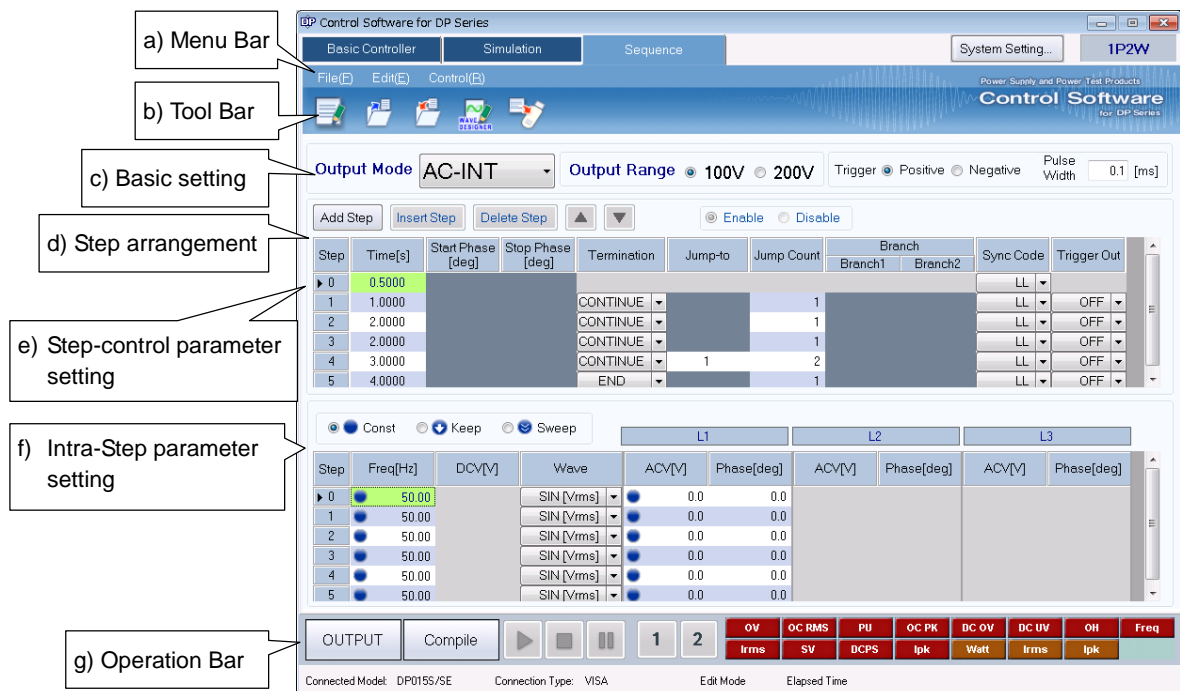 a) Menu Bar
b) Tool Bar
c) Basic setting
d) Step arrangement
e) Step-control parameter
setting
f) Intra-Step parameter
setting
g) Operation Bar
DP Control Software for DP Series
Basic Controller Simulation Sequence System Setting... 1P2W
File(F) Edit(E) Control(R)
Power Supply and Power Test Products
Control Software
for DP Series
WAVE DESIGNER
Output Mode AC-INT Output Range 100V 200V Trigger Positive Negative Pulse Width 0.1 [ms]
Add Step Insert Step Delete Step Enable Disable
Step Time[s] Start Phase [deg] Stop Phase [deg] Termination Jump-to Jump Count Branch Branch1 Branch2 Sync Code Trigger Out
0 0.5000 LL
1 1.0000 CONTINUE 1 LL OFF
2 2.0000 CONTINUE 1 LL OFF
3 2.0000 CONTINUE 1 LL OFF
4 3.0000 CONTINUE 1 2 LL OFF
5 4.0000 END 1 LL OFF
Const Keep Sweep
L1 L2 L3
Step Freq[Hz] DCV[V] Wave ACV[V] Phase[deg] ACV[V] Phase[deg] ACV[V] Phase[deg]
0 50.00 SIN [Vrms] 0.0 0.0
1 50.00 SIN [Vrms] 0.0 0.0
2 50.00 SIN [Vrms] 0.0 0.0
3 50.00 SIN [Vrms] 0.0 0.0
4 50.00 SIN [Vrms] 0.0 0.0
5 50.00 SIN [Vrms] 0.0 0.0
OUTPUT Compile 1 2
OV OC RMS PU OC PK DC OV DC UV OH Freq
Irms SV DCPS Ipk Watt Irms Ipk
Connected Model: DP015S/SE Connection Type: VISA Edit Mode Elapsed Time